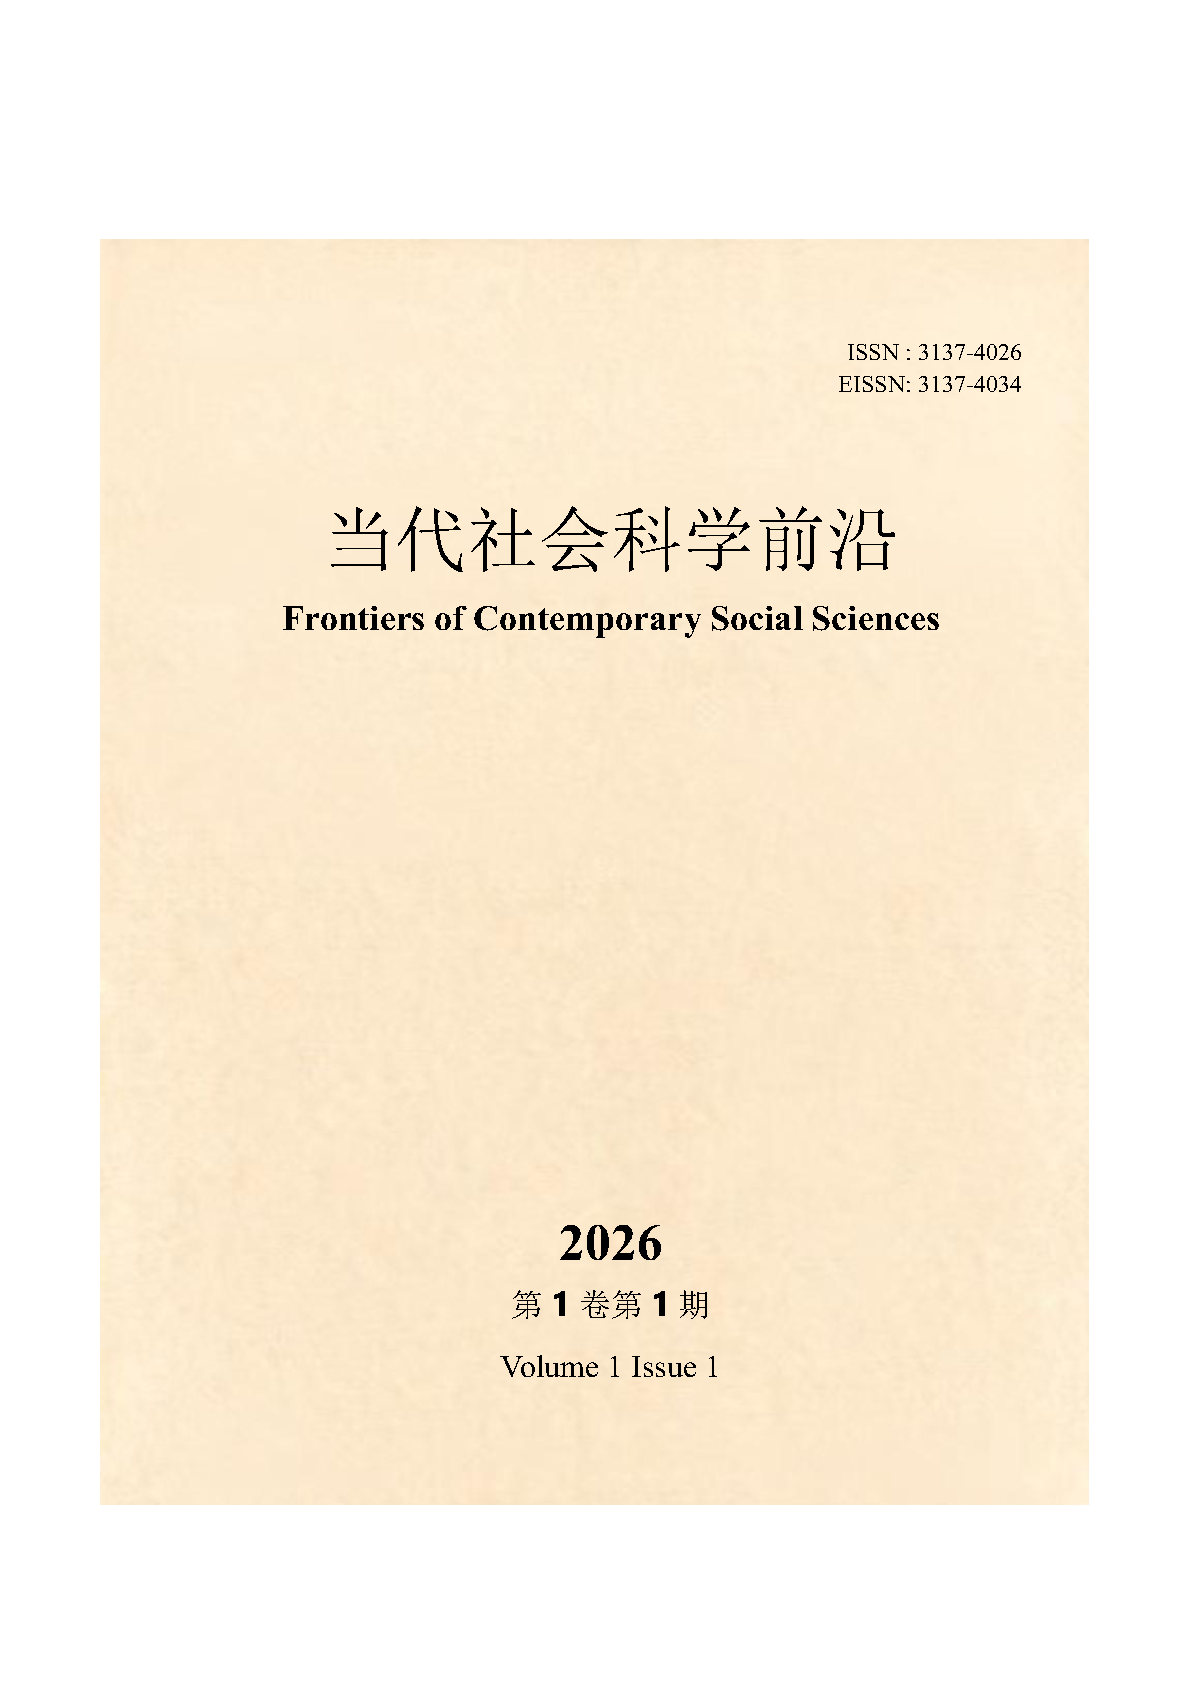 ISSN : 3137-4026
EISSN: 3137-4034
当代社会科学前沿
Frontiers of Contemporary Social Sciences
2026
第 1 卷第 1 期
Volume 1 Issue 1